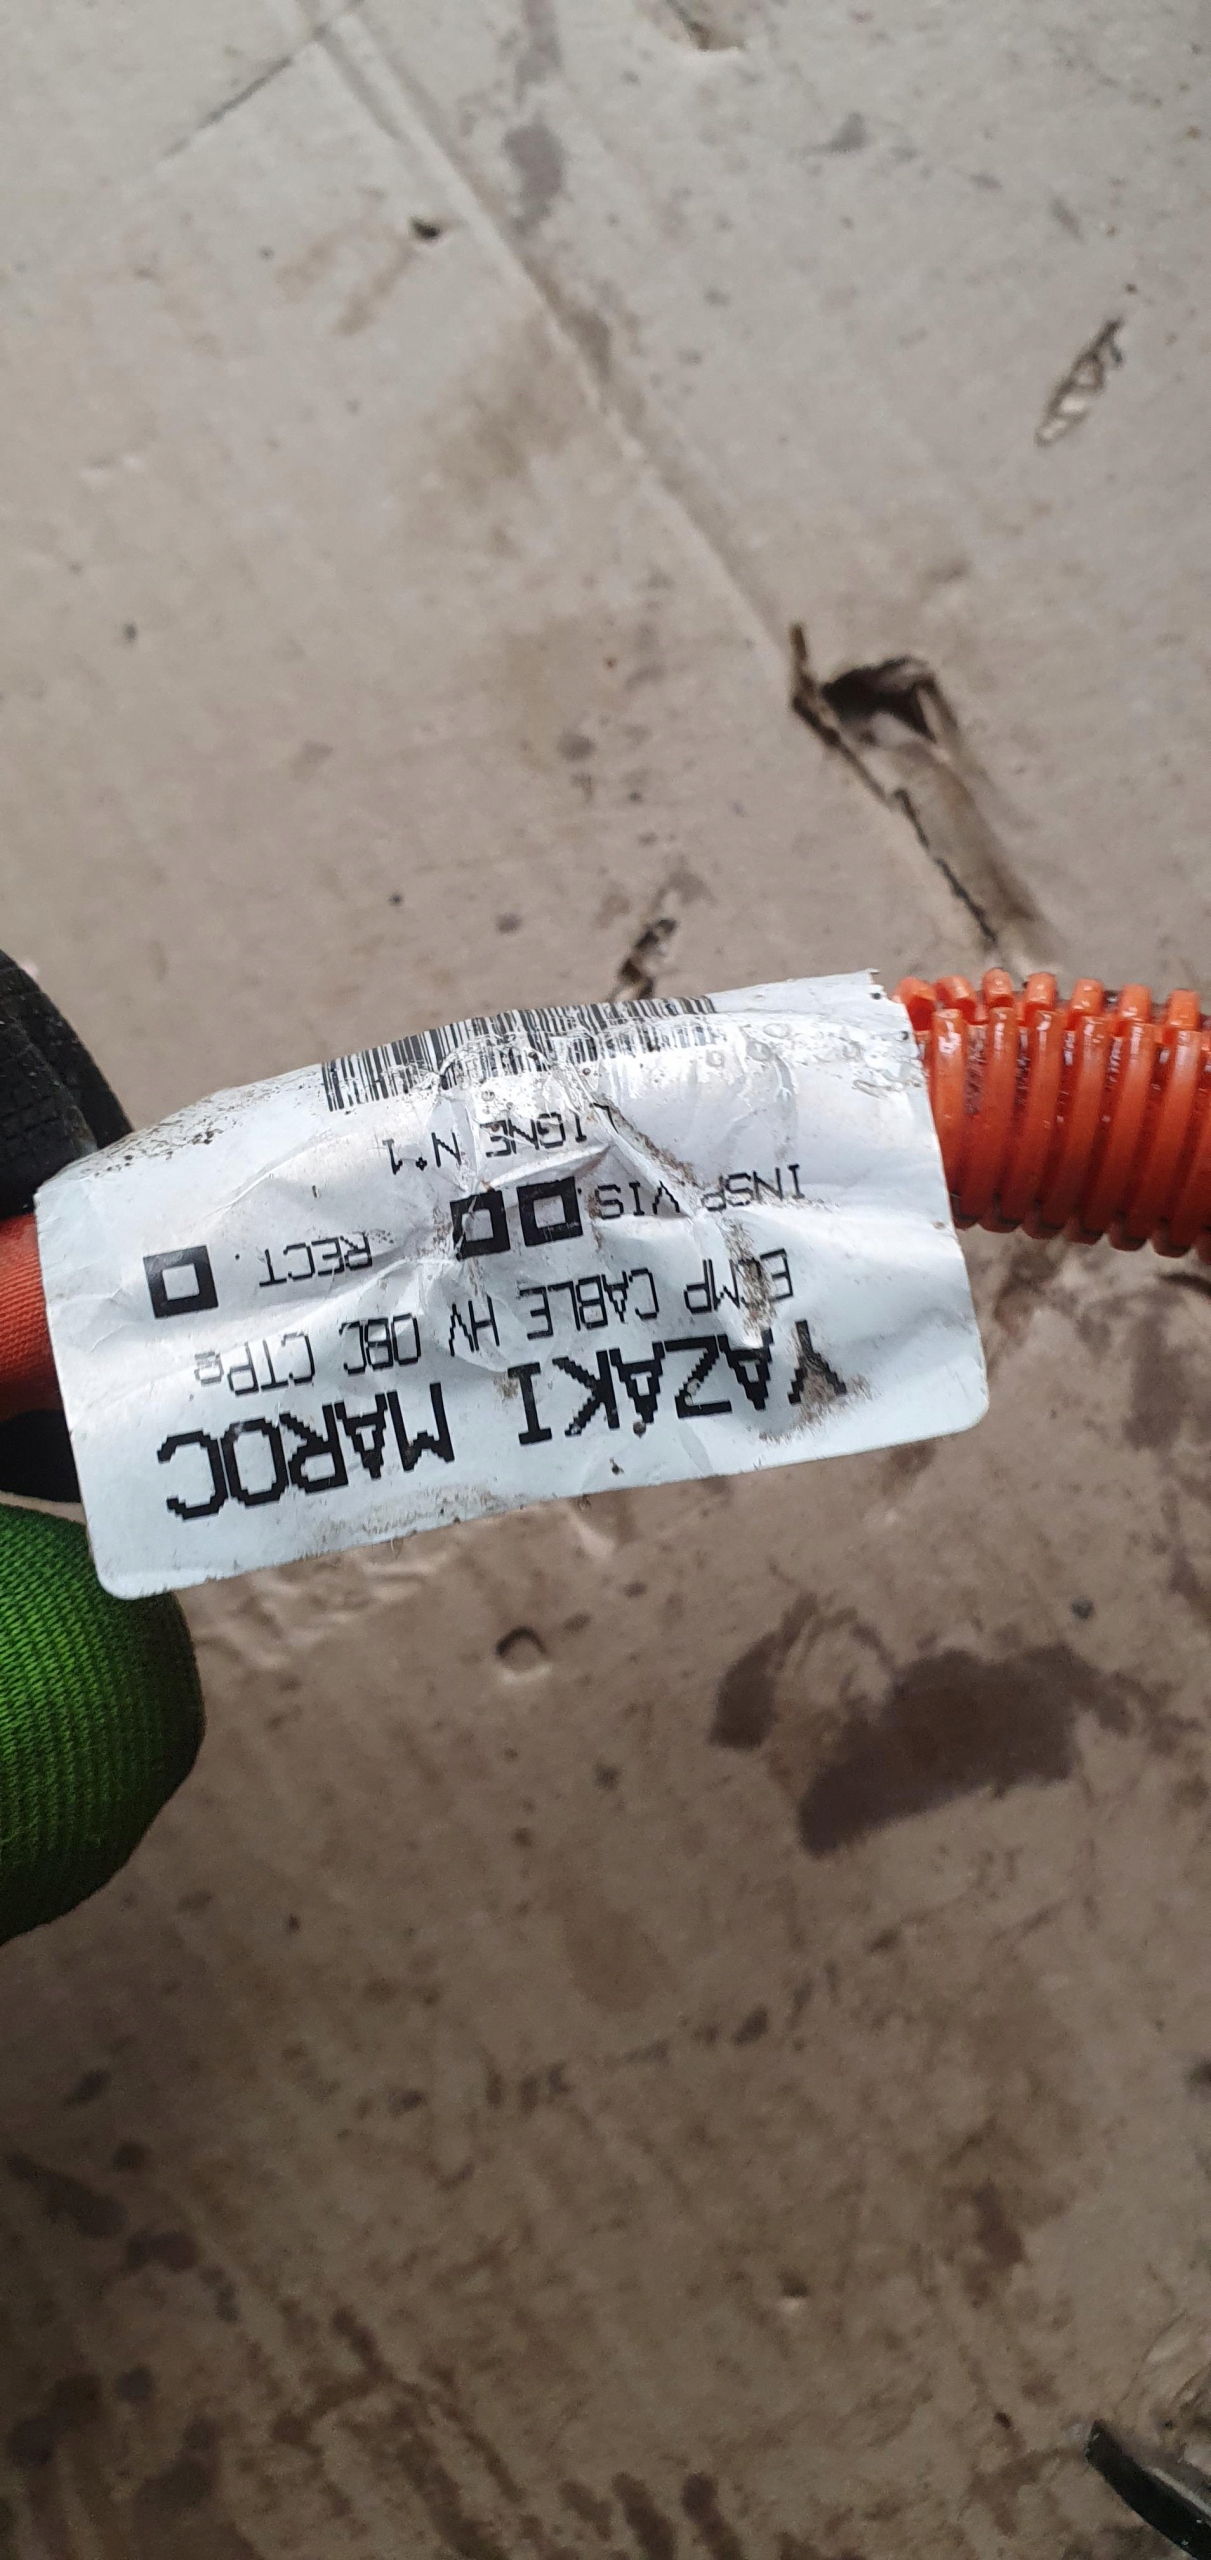 YAZAKI MAROC
ECMP CABLE HV OBC CTPe
INSP VIS: RECT :
LIGNE N°1